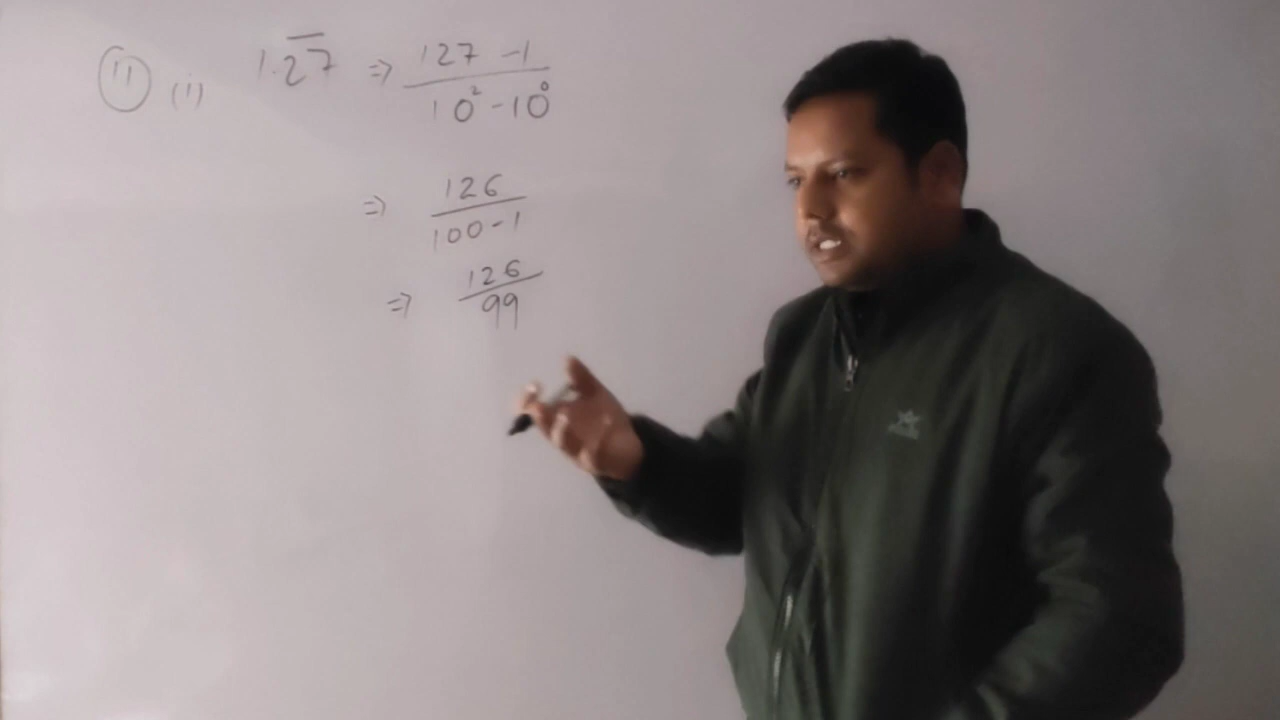 11 (i) 1.2̅7̅ ⇒ 127 - 1 / 10² - 10⁰
⇒ 126 / 100 - 1
⇒ 126 / 99